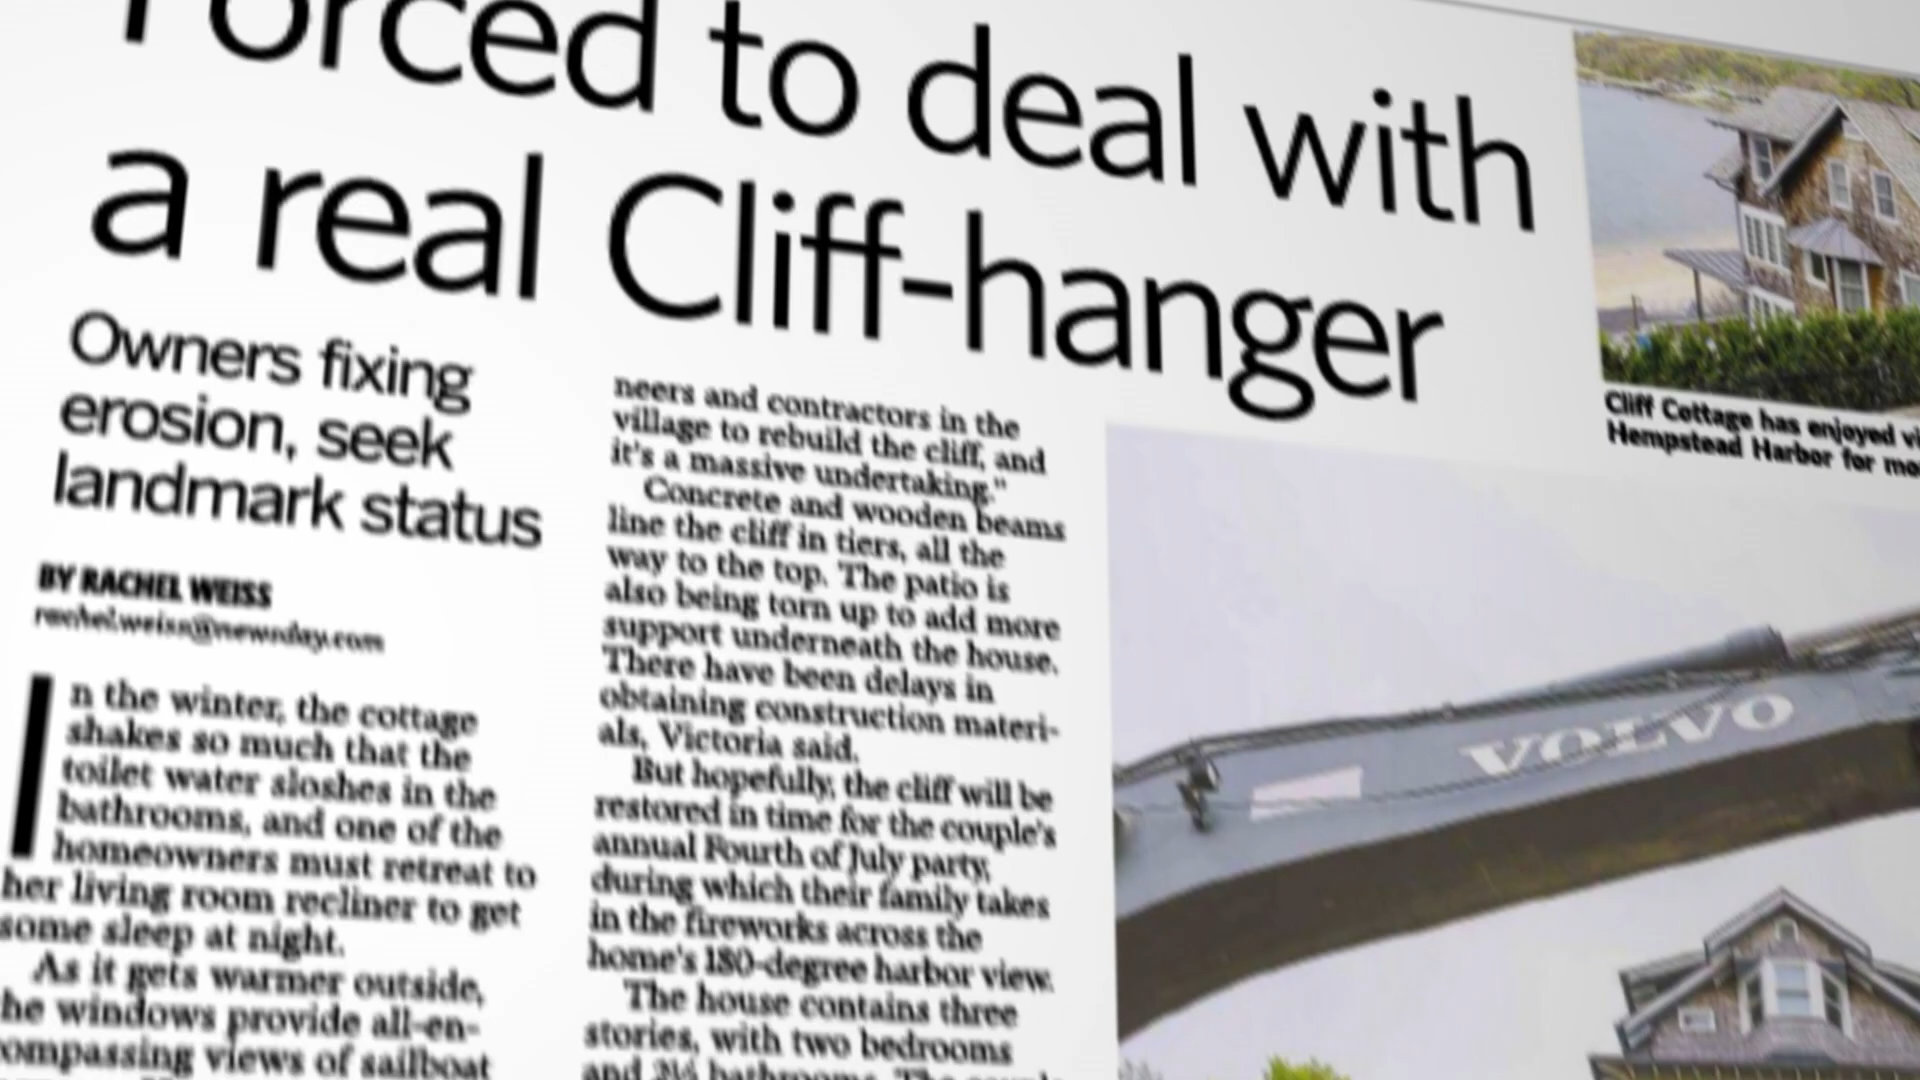 Forced to deal with
a real Cliff-hanger
Owners fixing
erosion, seek
landmark status
BY RACHEL WEISS
rachel.weiss@newsday.com
In the winter, the cottage
shakes so much that the
toilet water sloshes in the
bathrooms, and one of the
homeowners must retreat to
her living room recliner to get
some sleep at night.
As it gets warmer outside,
he windows provide all-en-
ompassing views of sailboat
neers and contractors in the
village to rebuild the cliff, and
it's a massive undertaking."
Concrete and wooden beams
line the cliff in tiers, all the
way to the top. The patio is
also being torn up to add more
support underneath the house.
There have been delays in
obtaining construction materi-
als, Victoria said.
But hopefully, the cliff will be
restored in time for the couple's
annual Fourth of July party,
during which their family takes
in the fireworks across the
home's 180-degree harbor view.
The house contains three
stories, with two bedrooms
and 2½ bathrooms. The
Cliff Cottage has enjoyed vi
Hempstead Harbor for mo
VOLVO